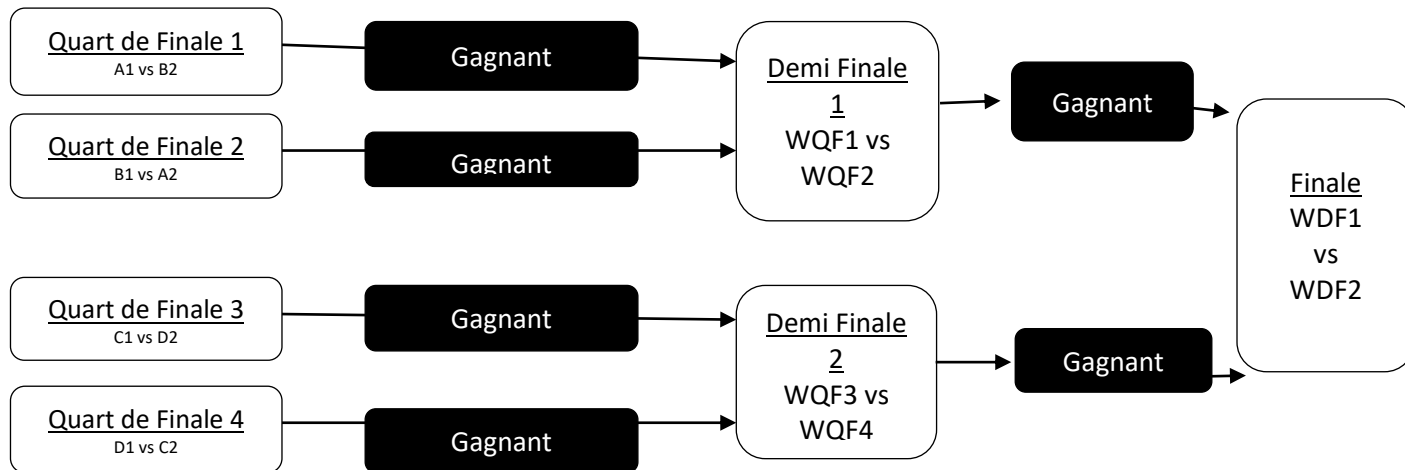 Quart de Finale 1
A1 vs B2
Gagnant
Quart de Finale 2
B1 vs A2
Gagnant
Demi Finale
1
WQF1 vs
WQF2
Gagnant
Quart de Finale 3
C1 vs D2
Gagnant
Quart de Finale 4
D1 vs C2
Gagnant
Demi Finale
2
WQF3 vs
WQF4
Gagnant
Finale
WDF1
vs
WDF2